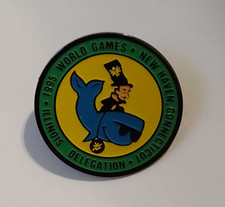 1995 WORLD GAMES • NEW HAVEN, CONNECTICUT •
ILLINOIS DELEGATION •